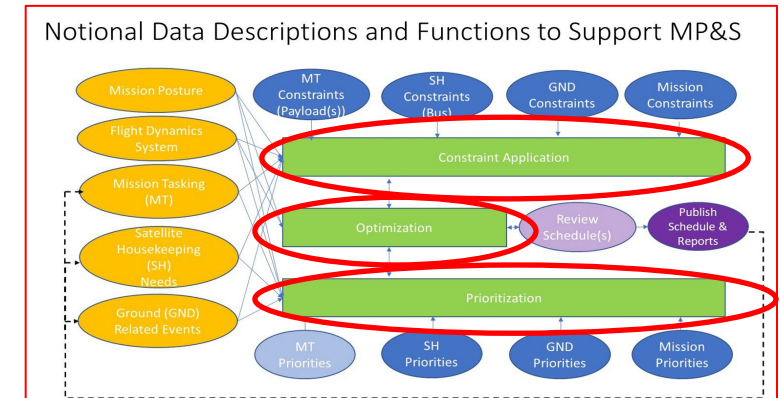 Notional Data Descriptions and Functions to Support MP&S
Mission Posture
Flight Dynamics
System
Mission Tasking
(MT)
Satellite
Housekeeping
(SH)
Needs
Ground (GND)
Related Events
MT
Constraints
(Payload(s))
SH
Constraints
(Bus)
GND
Constraints
Mission
Constraints
Constraint Application
Optimization
Review
Schedule(s)
Publish
Schedule &
Reports
Prioritization
MT
Priorities
SH
Priorities
GND
Priorities
Mission
Priorities